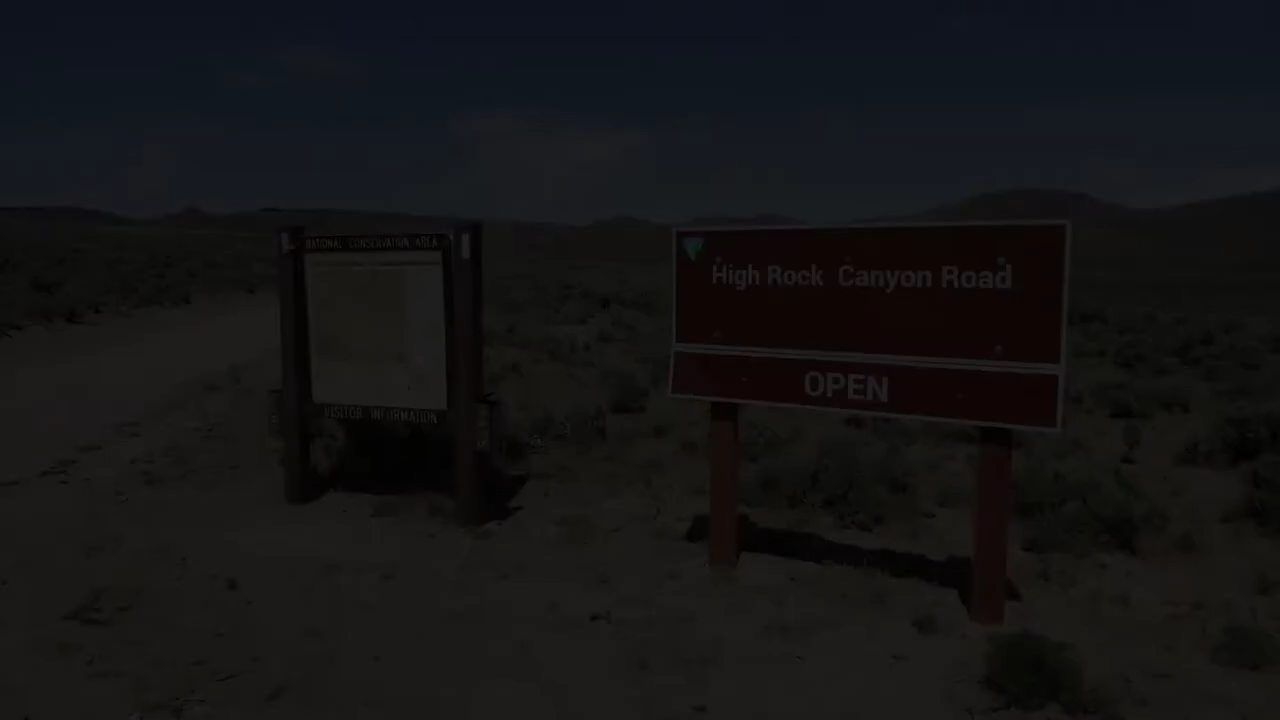 NATIONAL CONSERVATION AREA
VISITOR INFORMATION
High Rock Canyon Road
OPEN